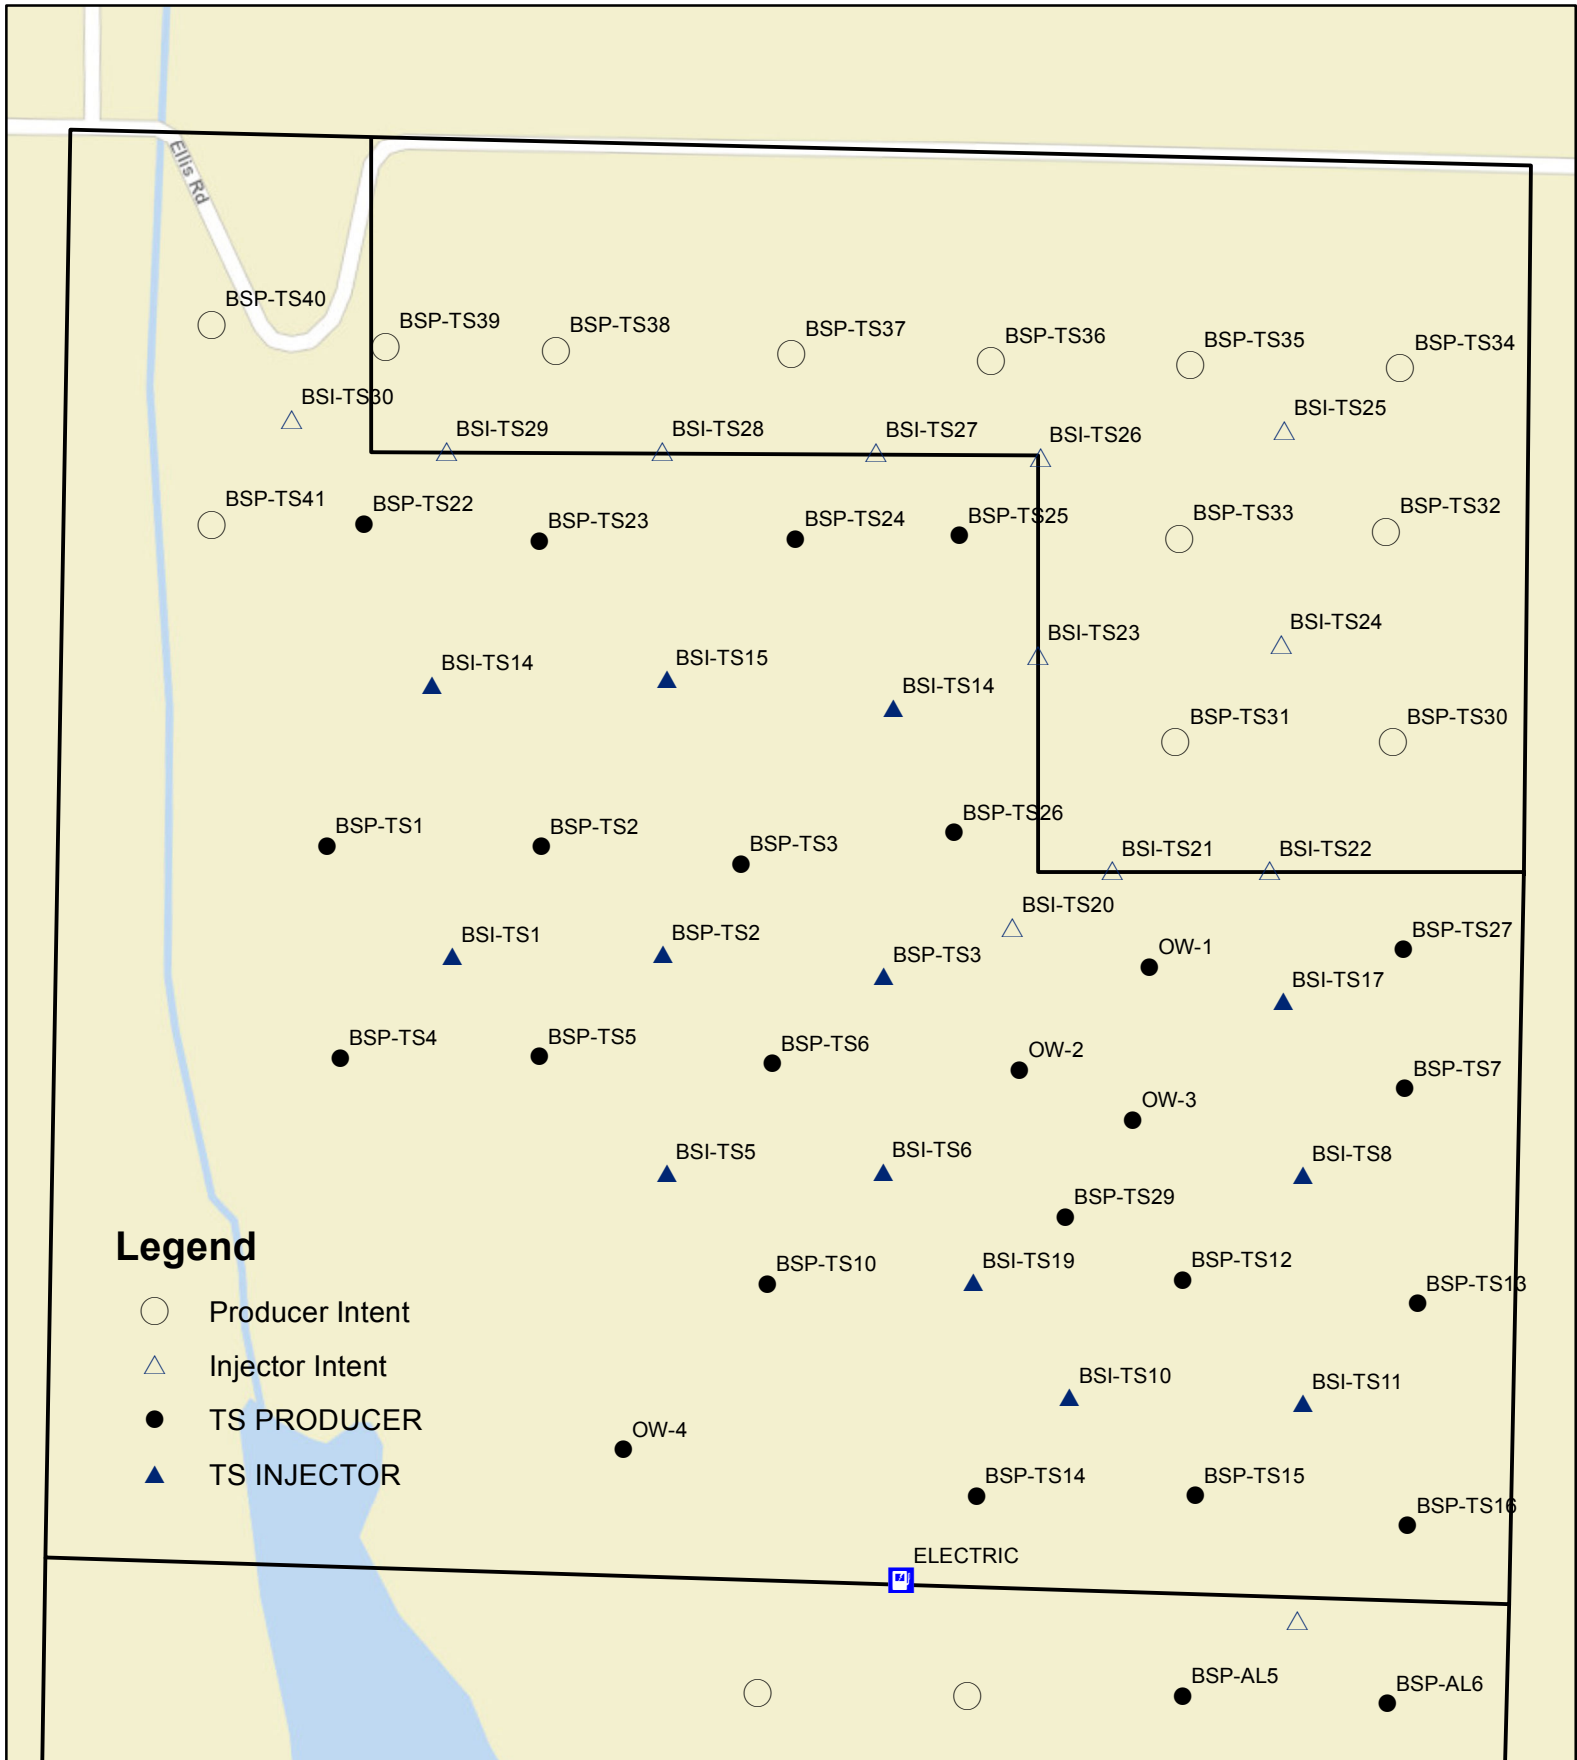 Ellis Rd
BSP-TS40
BSP-TS39
BSP-TS38
BSP-TS37
BSP-TS36
BSP-TS35
BSP-TS34
BSI-TS30
BSI-TS29
BSI-TS28
BSI-TS27
BSI-TS26
BSI-TS25
BSP-TS41
BSP-TS22
BSP-TS23
BSP-TS24
BSP-TS25
BSP-TS33
BSP-TS32
BSI-TS14
BSI-TS15
BSI-TS14
BSI-TS23
BSI-TS24
BSP-TS31
BSP-TS30
BSP-TS1
BSP-TS2
BSP-TS3
BSP-TS26
BSI-TS21
BSI-TS22
BSI-TS20
BSI-TS1
BSP-TS2
BSP-TS3
OW-1
BSP-TS27
BSI-TS17
BSP-TS4
BSP-TS5
BSP-TS6
OW-2
OW-3
BSP-TS7
BSI-TS5
BSI-TS6
BSI-TS8
BSP-TS29
BSP-TS10
BSI-TS19
BSP-TS12
BSP-TS13
BSI-TS10
BSI-TS11
OW-4
BSP-TS14
BSP-TS15
BSP-TS16
ELECTRIC
BSP-AL5
BSP-AL6
Legend
Producer Intent
Injector Intent
TS PRODUCER
TS INJECTOR